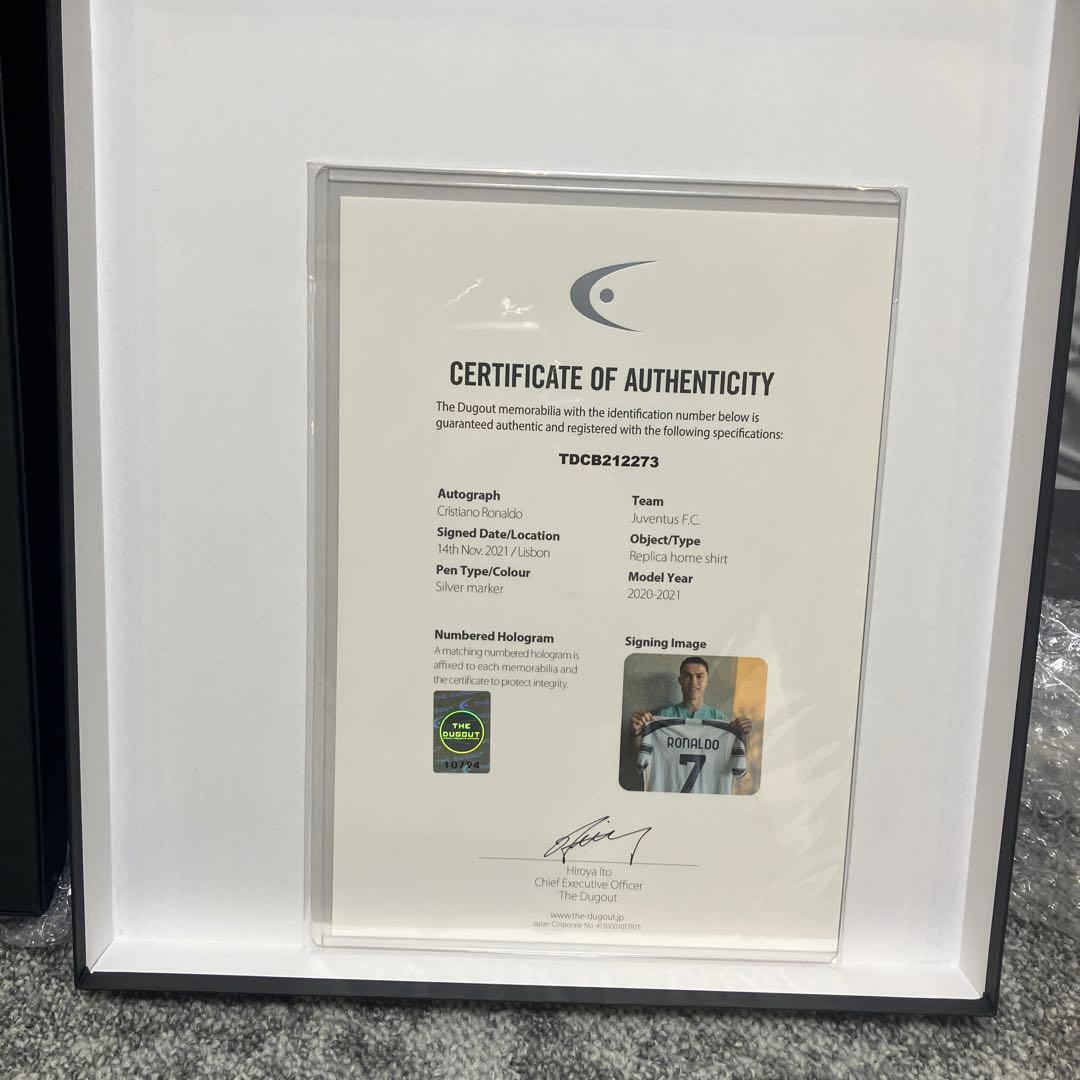 CERTIFICATE OF AUTHENTICITY
The Dugout memorabilia with the identification number below is
guaranteed authentic and registered with the following specifications:
TDCB212273
Autograph
Cristiano Ronaldo
Signed Date/Location
14th Nov. 2021 / Lisbon
Pen Type/Colour
Silver marker
Team
Juventus F.C.
Object/Type
Replica home shirt
Model Year
2020-2021
Numbered Hologram
A matching numbered hologram is
affixed to each memorabilia and
the certificate to protect integrity.
THE
DUGOUT
10794
Signing Image
RONALDO
7
Hiroya Ito
Chief Executive Officer
The Dugout
www.the-dugout.jp
Japan Corporate No. 4150001017875